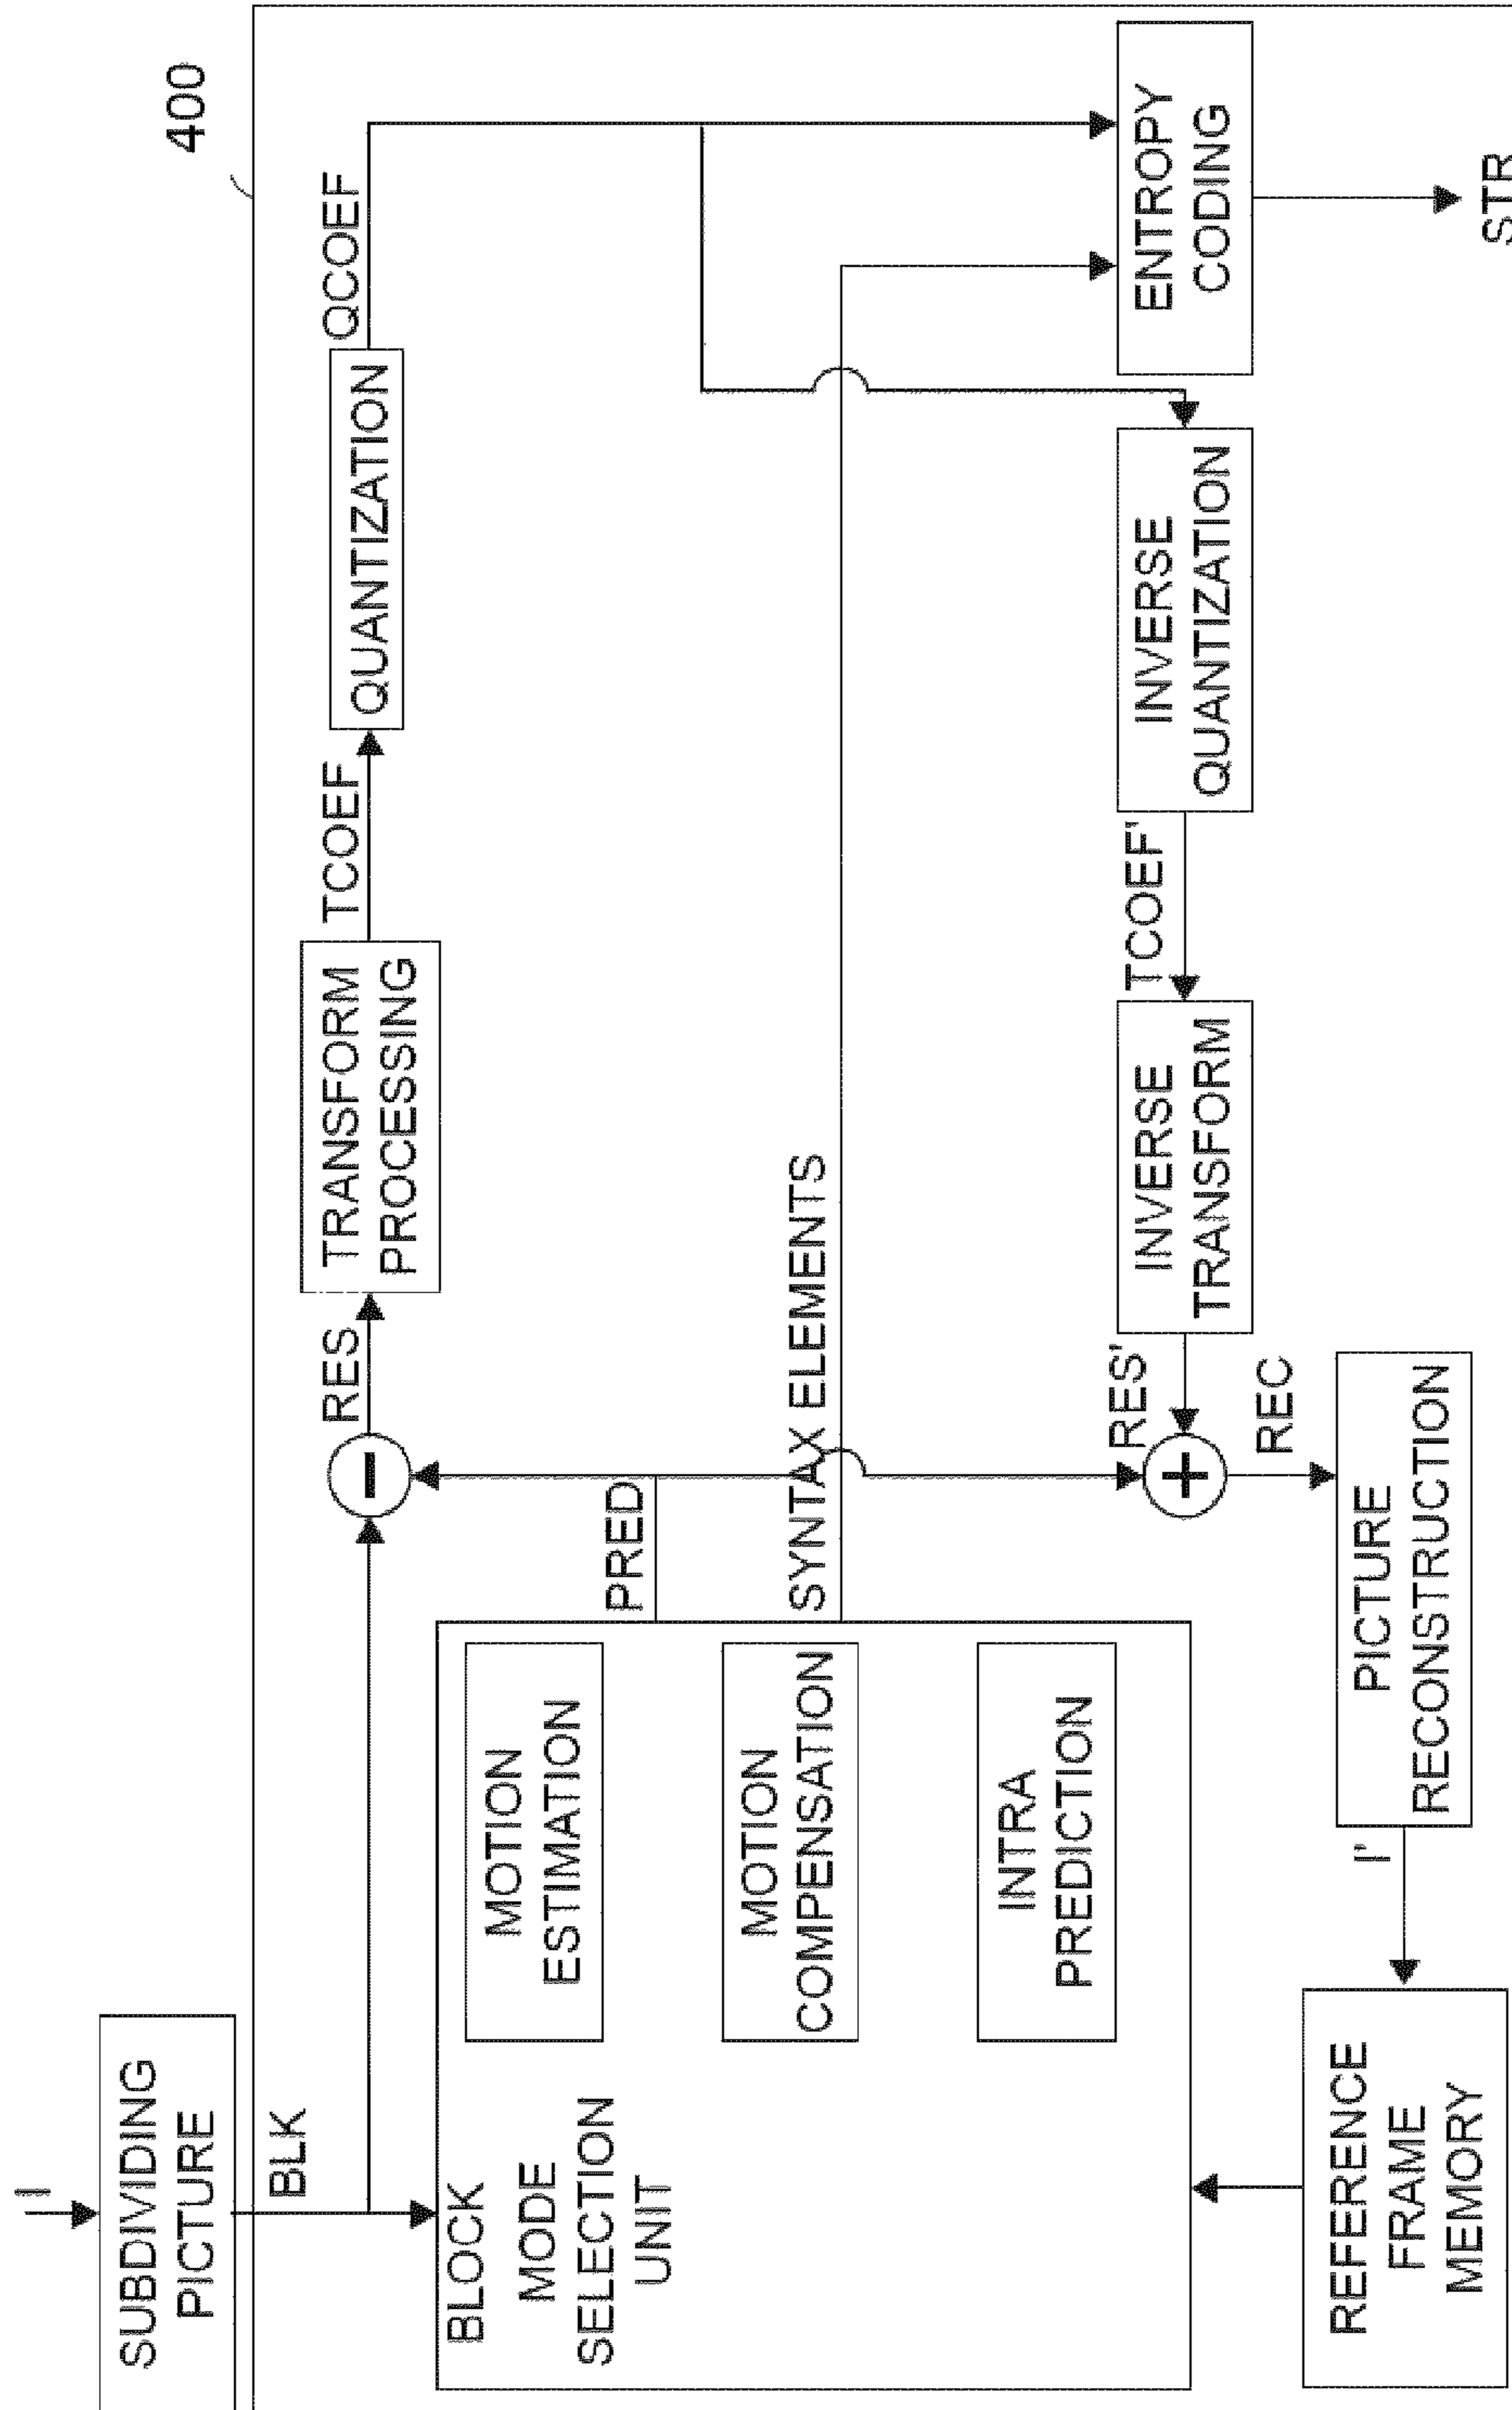 I
SUBDIVIDING
PICTURE
BLK
400
RES
TRANSFORM
PROCESSING
TCOEF
QUANTIZATION
QCOEF
BLOCK
MODE
SELECTION
UNIT
MOTION
ESTIMATION
MOTION
COMPENSATION
INTRA
PREDICTION
PRED
SYNTAX ELEMENTS
RES'
INVERSE
TRANSFORM
TCOEF'
INVERSE
QUANTIZATION
ENTROPY
CODING
STR
REC
PICTURE
RECONSTRUCTION
I'
REFERENCE
FRAME
MEMORY